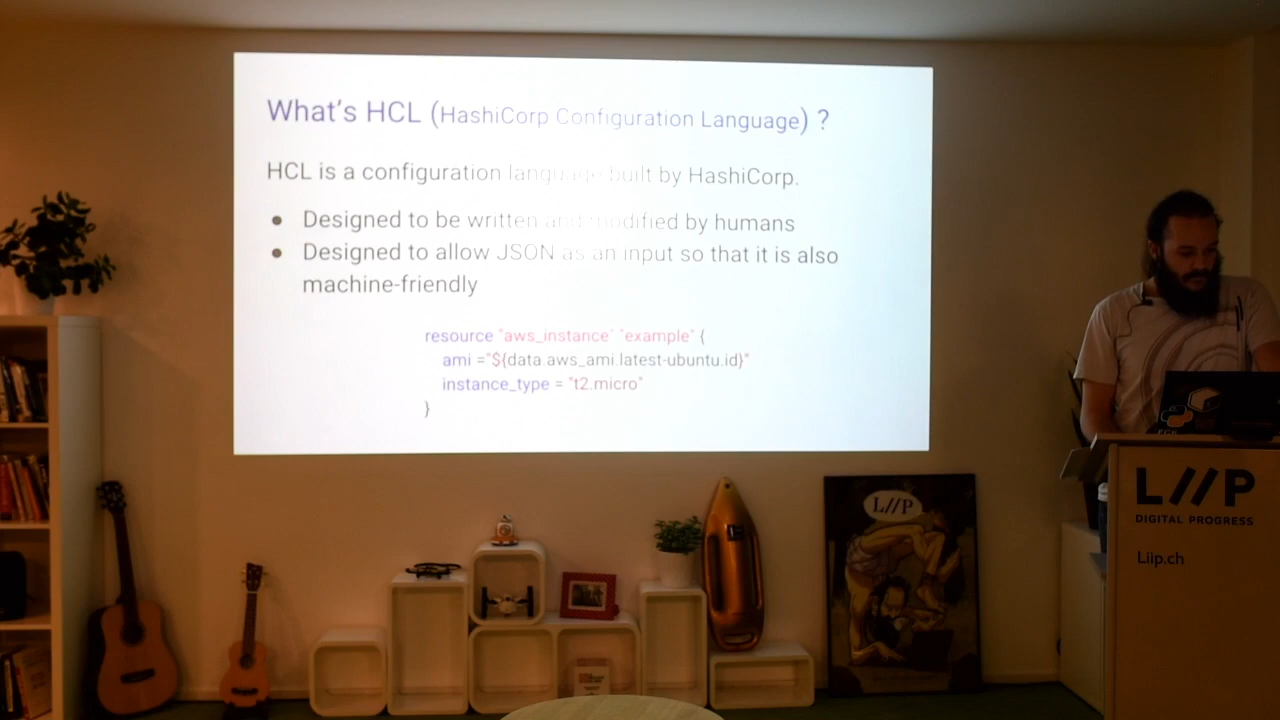 What's HCL (HashiCorp Configuration Language) ?
HCL is a configuration language built by HashiCorp.
● Designed to be written and modified by humans
● Designed to allow JSON as an input so that it is also
machine-friendly
resource "aws_instance" "example" {
ami ="${data.aws_ami.latest-ubuntu.id}"
instance_type = "t2.micro"
}
L//P
LIIP
DIGITAL PROGRESS
Liip.ch